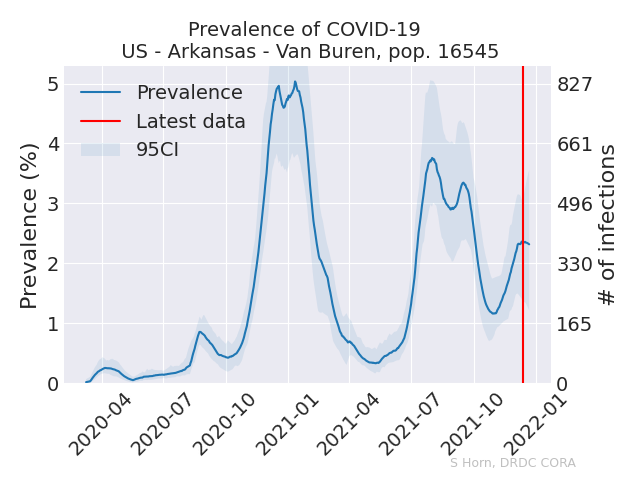 Prevalence of COVID-19
US - Arkansas - Van Buren, pop. 16545
Prevalence
Latest data
95CI
Prevalence (%)
5
4
3
2
1
0
827
661
496
330
165
0
# of infections
2020-04
2020-07
2020-10
2021-01
2021-04
2021-07
2021-10
2022-01
S Horn, DRDC CORA